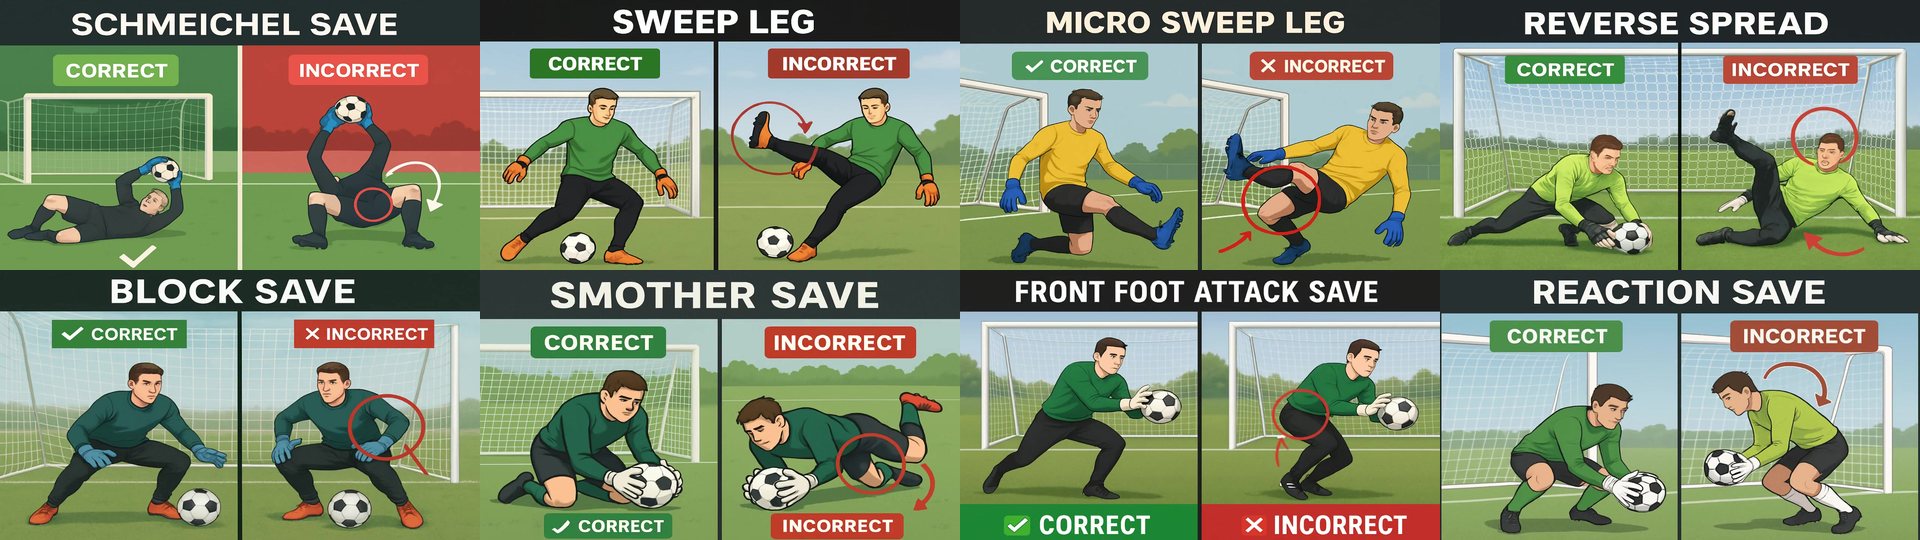 SCHMEICHEL SAVE
CORRECT
INCORRECT
SWEEP LEG
CORRECT
INCORRECT
MICRO SWEEP LEG
✓ CORRECT
✕ INCORRECT
REVERSE SPREAD
CORRECT
INCORRECT
BLOCK SAVE
✓ CORRECT
✕ INCORRECT
SMOTHER SAVE
CORRECT
INCORRECT
✓ CORRECT
INCORRECT
FRONT FOOT ATTACK SAVE
✓ CORRECT
✕ INCORRECT
REACTION SAVE
CORRECT
INCORRECT